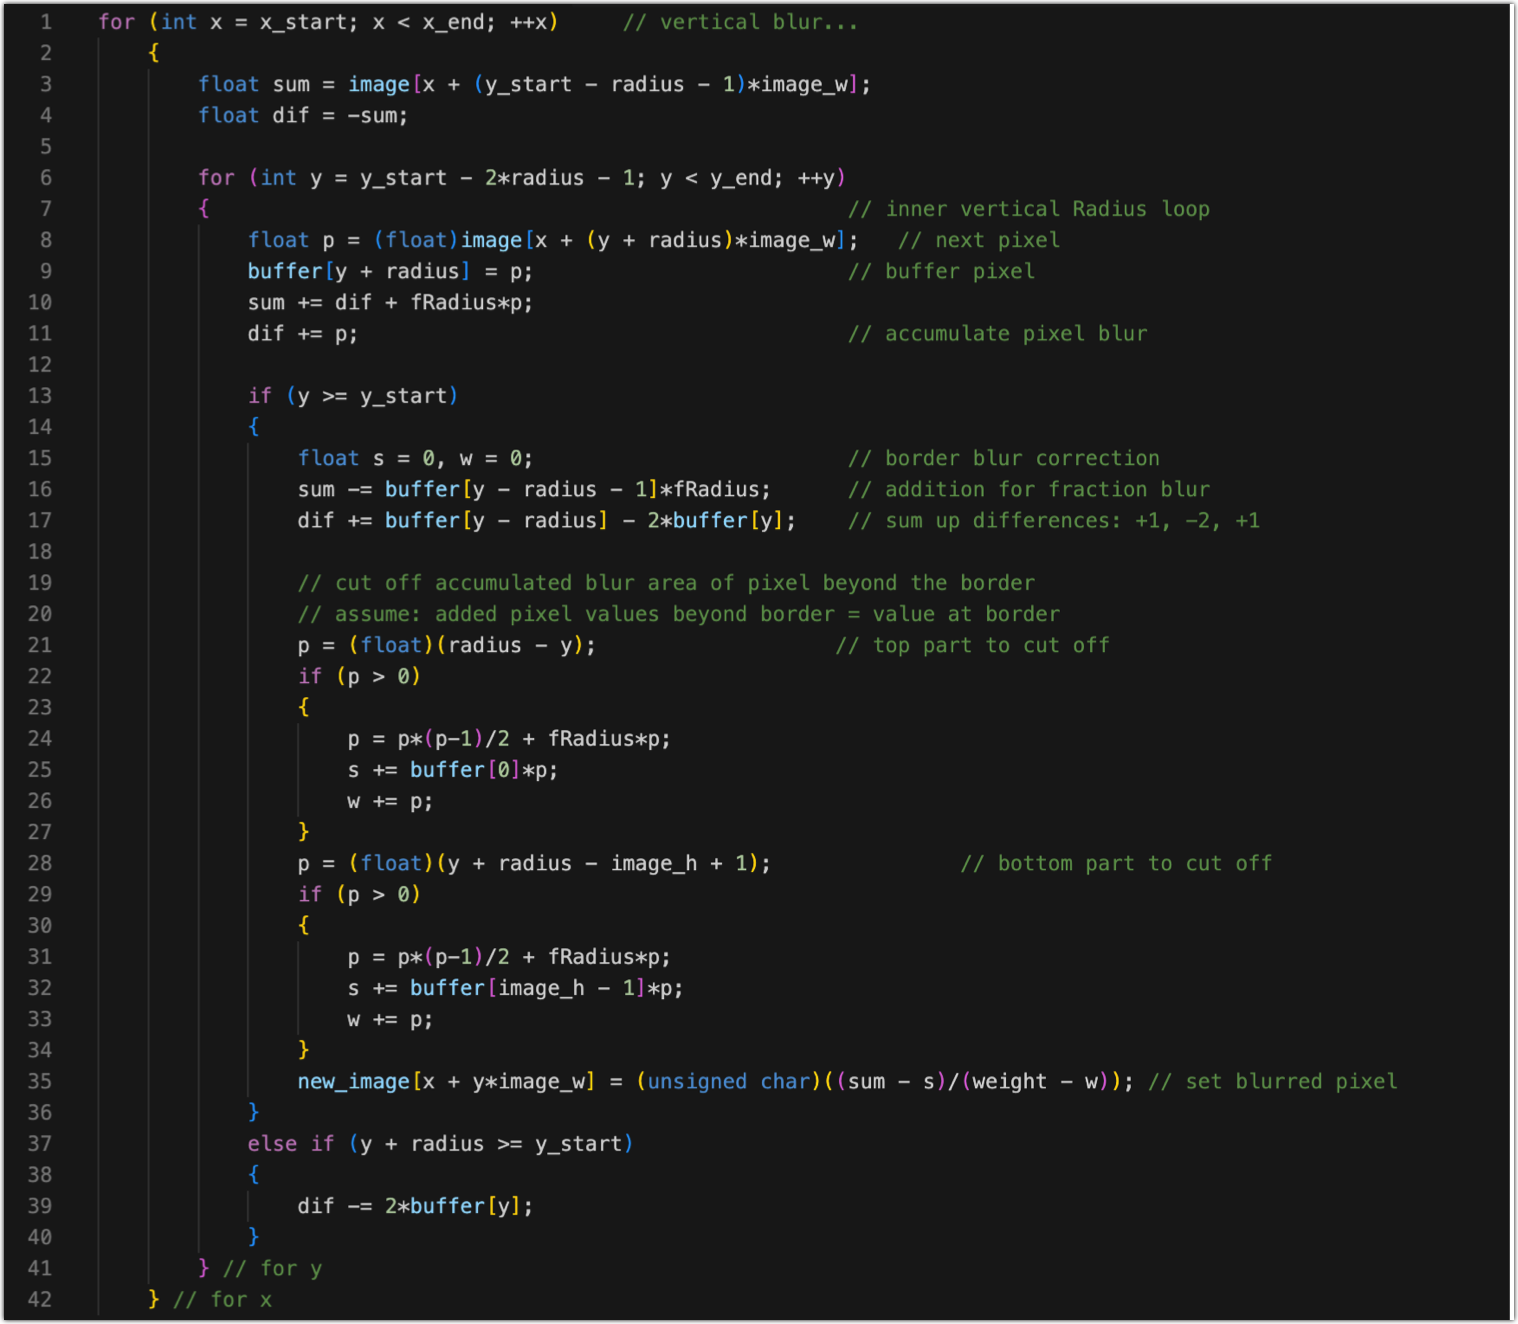 1 for (int x = x_start; x < x_end; ++x) // vertical blur...
2 {
3 float sum = image[x + (y_start - radius - 1)*image_w];
4 float dif = -sum;
5
6 for (int y = y_start - 2*radius - 1; y < y_end; ++y)
7 { // inner vertical Radius loop
8 float p = (float)image[x + (y + radius)*image_w]; // next pixel
9 buffer[y + radius] = p; // buffer pixel
10 sum += dif + fRadius*p;
11 dif += p; // accumulate pixel blur
12
13 if (y >= y_start)
14 {
15 float s = 0, w = 0; // border blur correction
16 sum -= buffer[y - radius - 1]*fRadius; // addition for fraction blur
17 dif += buffer[y - radius] - 2*buffer[y]; // sum up differences: +1, -2, +1
18
19 // cut off accumulated blur area of pixel beyond the border
20 // assume: added pixel values beyond border = value at border
21 p = (float)(radius - y); // top part to cut off
22 if (p > 0)
23 {
24 p = p*(p-1)/2 + fRadius*p;
25 s += buffer[0]*p;
26 w += p;
27 }
28 p = (float)(y + radius - image_h + 1); // bottom part to cut off
29 if (p > 0)
30 {
31 p = p*(p-1)/2 + fRadius*p;
32 s += buffer[image_h - 1]*p;
33 w += p;
34 }
35 new_image[x + y*image_w] = (unsigned char)((sum - s)/(weight - w)); // set blurred pixel
36 }
37 else if (y + radius >= y_start)
38 {
39 dif -= 2*buffer[y];
40 }
41 } // for y
42 } // for x